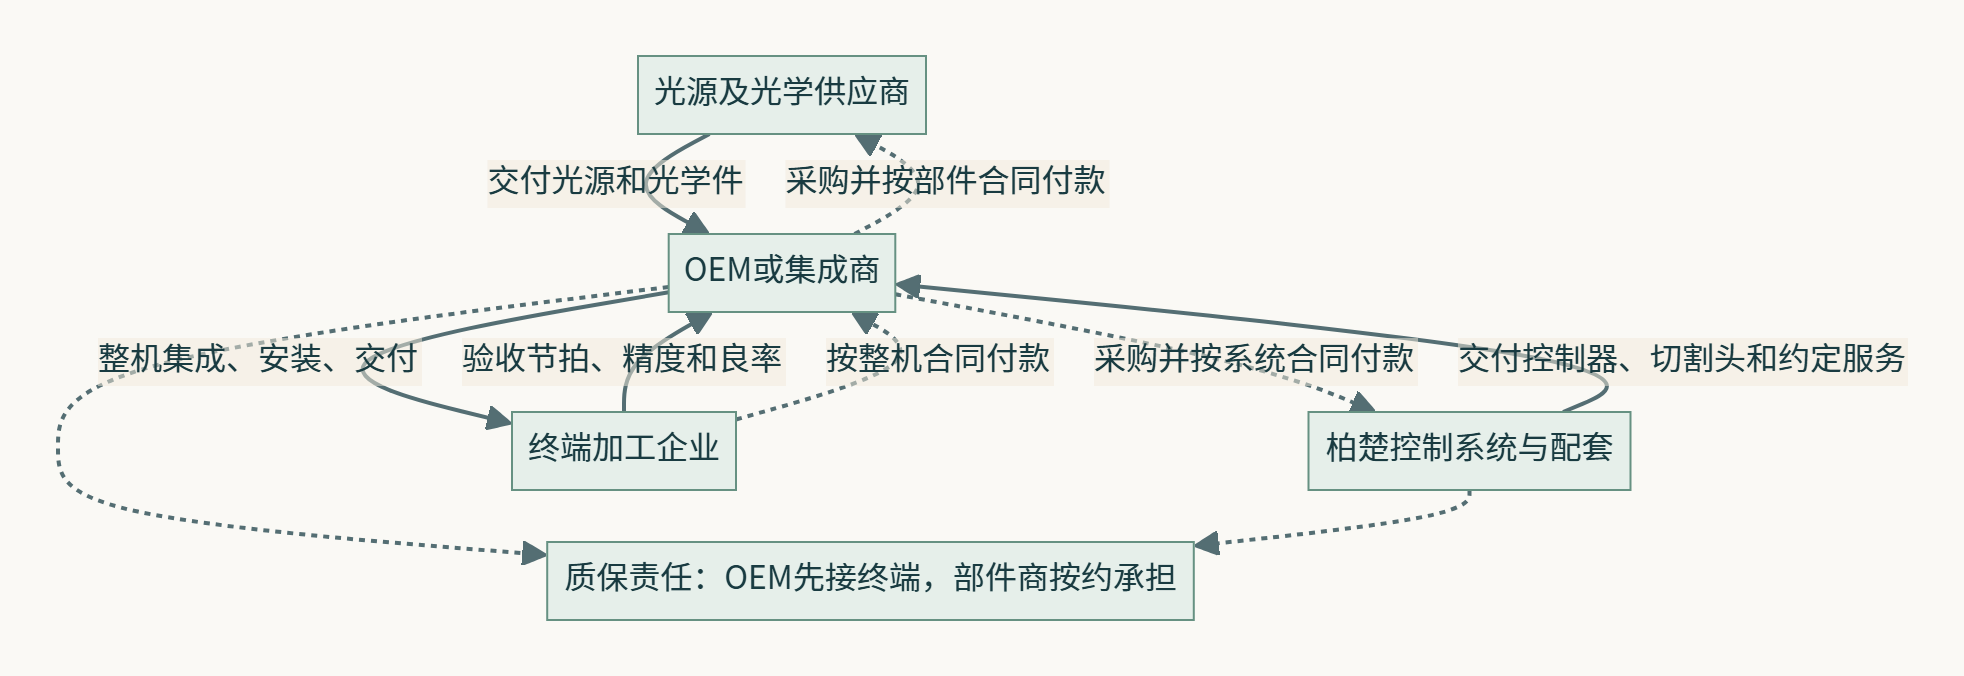 光源及光学供应商
交付光源和光学件
采购并按部件合同付款
OEM或集成商
整机集成、安装、交付
验收节拍、精度和良率
按整机合同付款
采购并按系统合同付款
交付控制器、切割头和约定服务
终端加工企业
柏楚控制系统与配套
质保责任：OEM先接终端，部件商按约承担